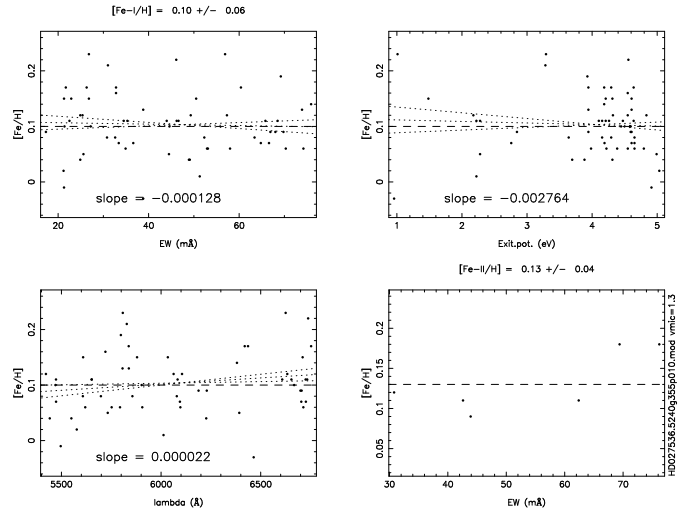 [Fe-I/H] = 0.10 +/- 0.06
0.2
0.1
0
[Fe/H]
slope = -0.000128
20 40 60
EW (mÅ)
0.2
0.1
0
[Fe/H]
slope = -0.002764
1 2 3 4 5
Exit.pot. (eV)
0.2
0.1
0
[Fe/H]
slope = 0.000022
5500 6000 6500
lambda (Å)
[Fe-II/H] = 0.13 +/- 0.04
0.2
0.15
0.1
0.05
[Fe/H]
30 40 50 60 70
EW (mÅ)
HD027536.5240g355p010.mod vmic=1.3